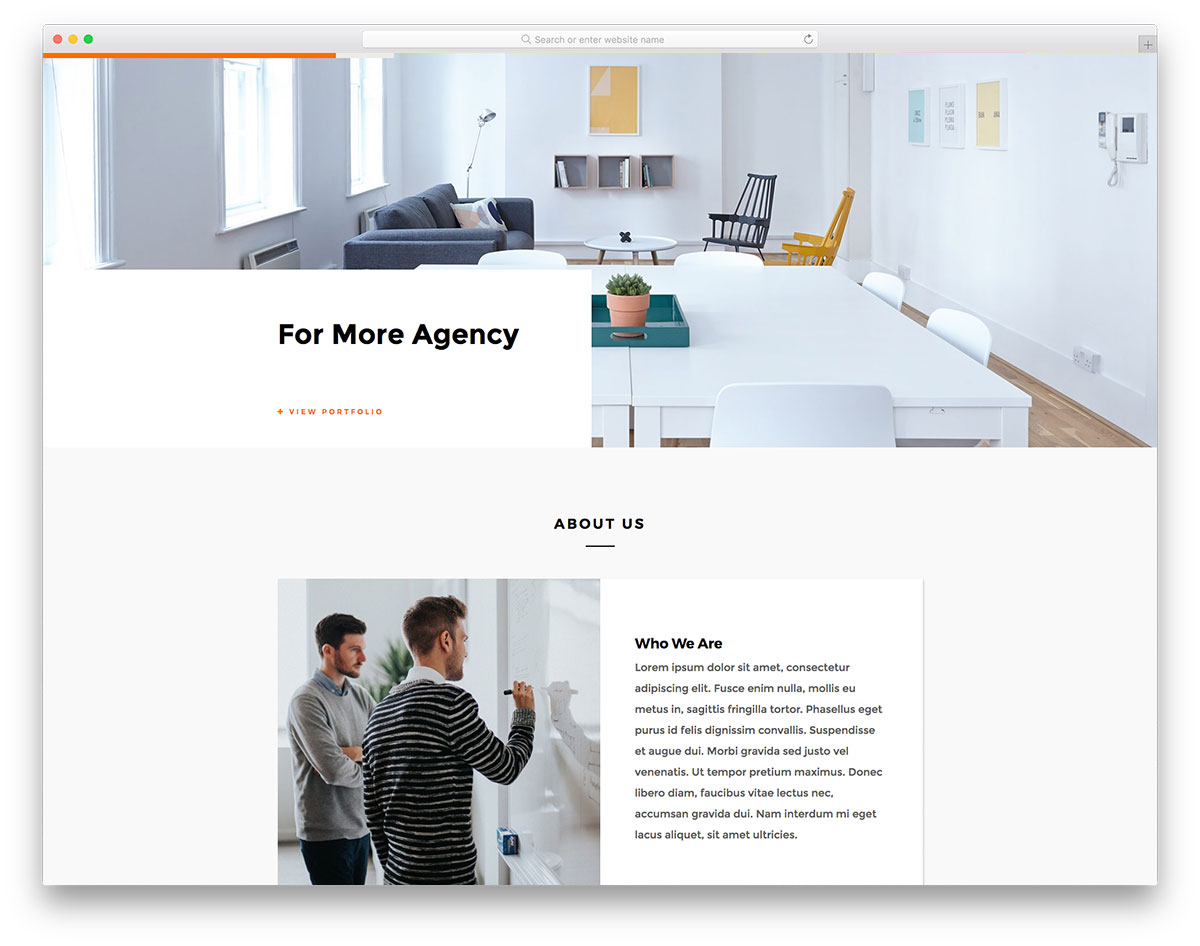 Search or enter website name
For More Agency
+ VIEW PORTFOLIO
ABOUT US
Who We Are
Lorem ipsum dolor sit amet, consectetur
adipiscing elit. Fusce enim nulla, mollis eu
metus in, sagittis fringilla tortor. Phasellus eget
purus id felis dignissim convallis. Suspendisse
et augue dui. Morbi gravida sed justo vel
venenatis. Ut tempor pretium maximus. Donec
libero diam, faucibus vitae lectus nec,
accumsan gravida dui. Nam interdum mi eget
lacus aliquet, sit amet ultricies.